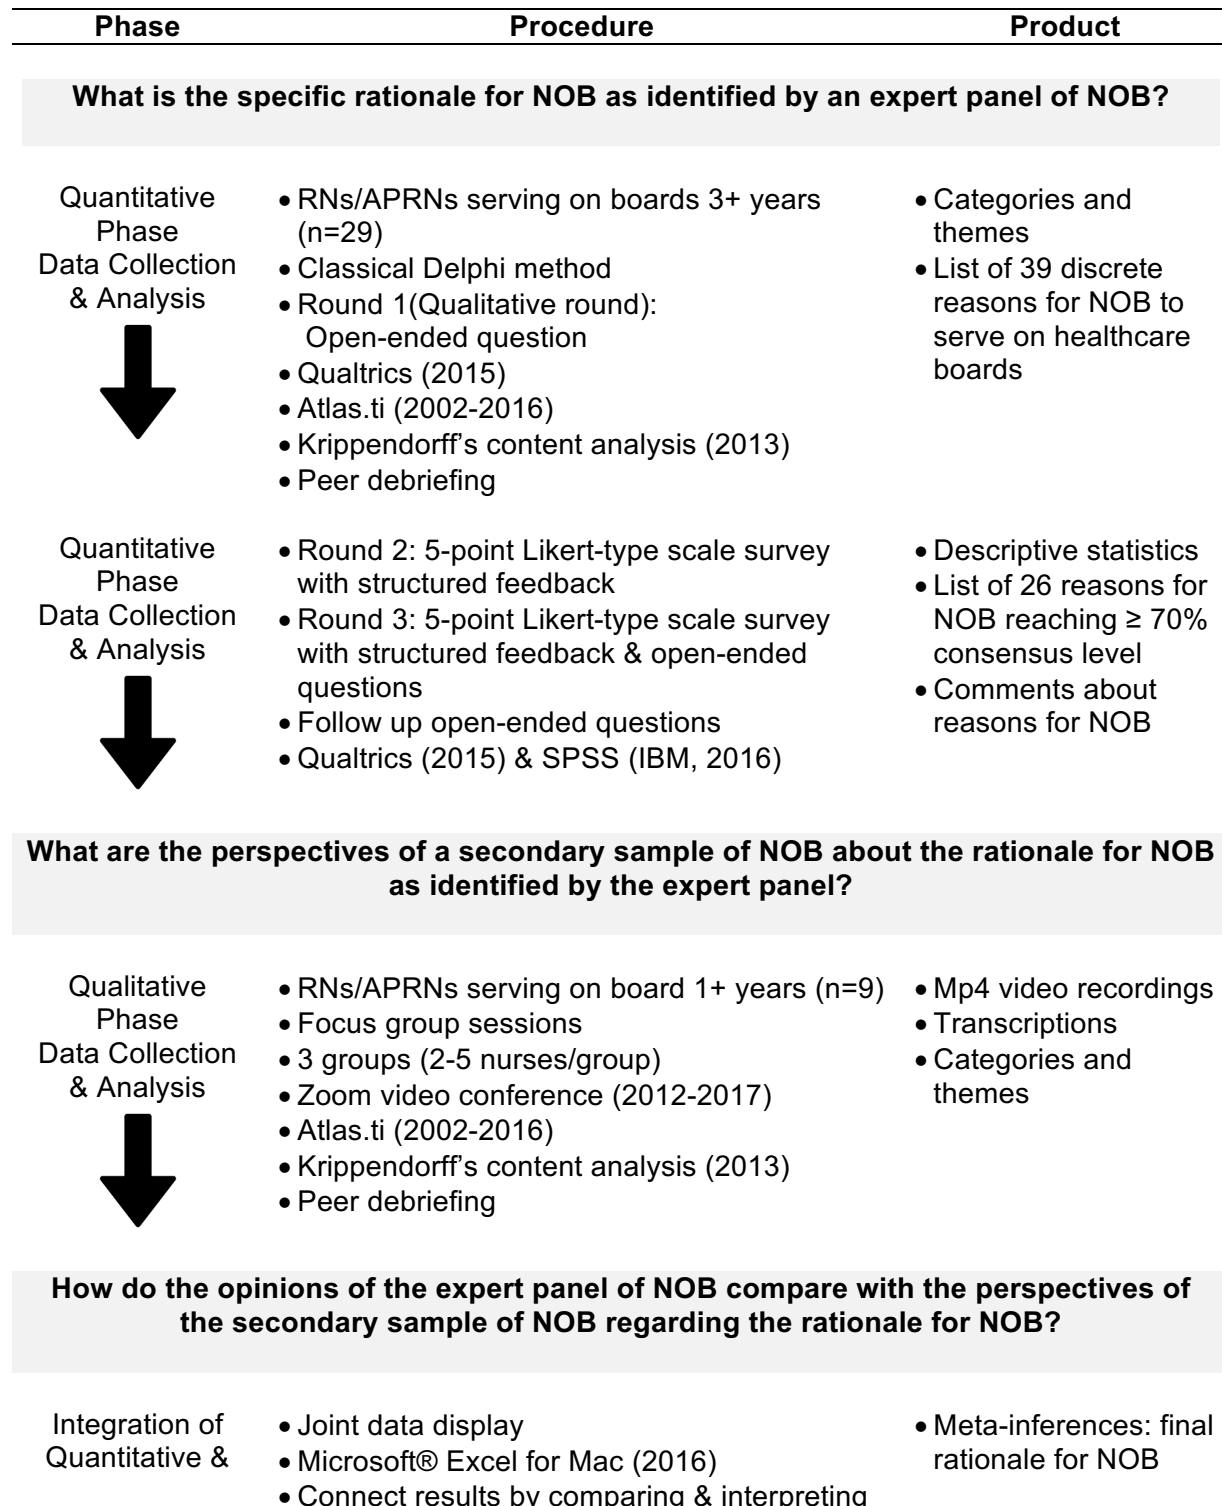 Phase Procedure Product
What is the specific rationale for NOB as identified by an expert panel of NOB?
Quantitative
Phase
Data Collection
& Analysis
• RNs/APRNs serving on boards 3+ years
(n=29)
• Classical Delphi method
• Round 1(Qualitative round):
Open-ended question
• Qualtrics (2015)
• Atlas.ti (2002-2016)
• Krippendorff’s content analysis (2013)
• Peer debriefing
• Categories and
themes
• List of 39 discrete
reasons for NOB to
serve on healthcare
boards
Quantitative
Phase
Data Collection
& Analysis
• Round 2: 5-point Likert-type scale survey
with structured feedback
• Round 3: 5-point Likert-type scale survey
with structured feedback & open-ended
questions
• Follow up open-ended questions
• Qualtrics (2015) & SPSS (IBM, 2016)
• Descriptive statistics
• List of 26 reasons for
NOB reaching ≥ 70%
consensus level
• Comments about
reasons for NOB
What are the perspectives of a secondary sample of NOB about the rationale for NOB
as identified by the expert panel?
Qualitative
Phase
Data Collection
& Analysis
• RNs/APRNs serving on board 1+ years (n=9)
• Focus group sessions
• 3 groups (2-5 nurses/group)
• Zoom video conference (2012-2017)
• Atlas.ti (2002-2016)
• Krippendorff’s content analysis (2013)
• Peer debriefing
• Mp4 video recordings
• Transcriptions
• Categories and
themes
How do the opinions of the expert panel of NOB compare with the perspectives of
the secondary sample of NOB regarding the rationale for NOB?
Integration of
Quantitative &
• Joint data display
• Microsoft® Excel for Mac (2016)
• Connect results by comparing & interpreting
• Meta-inferences: final
rationale for NOB